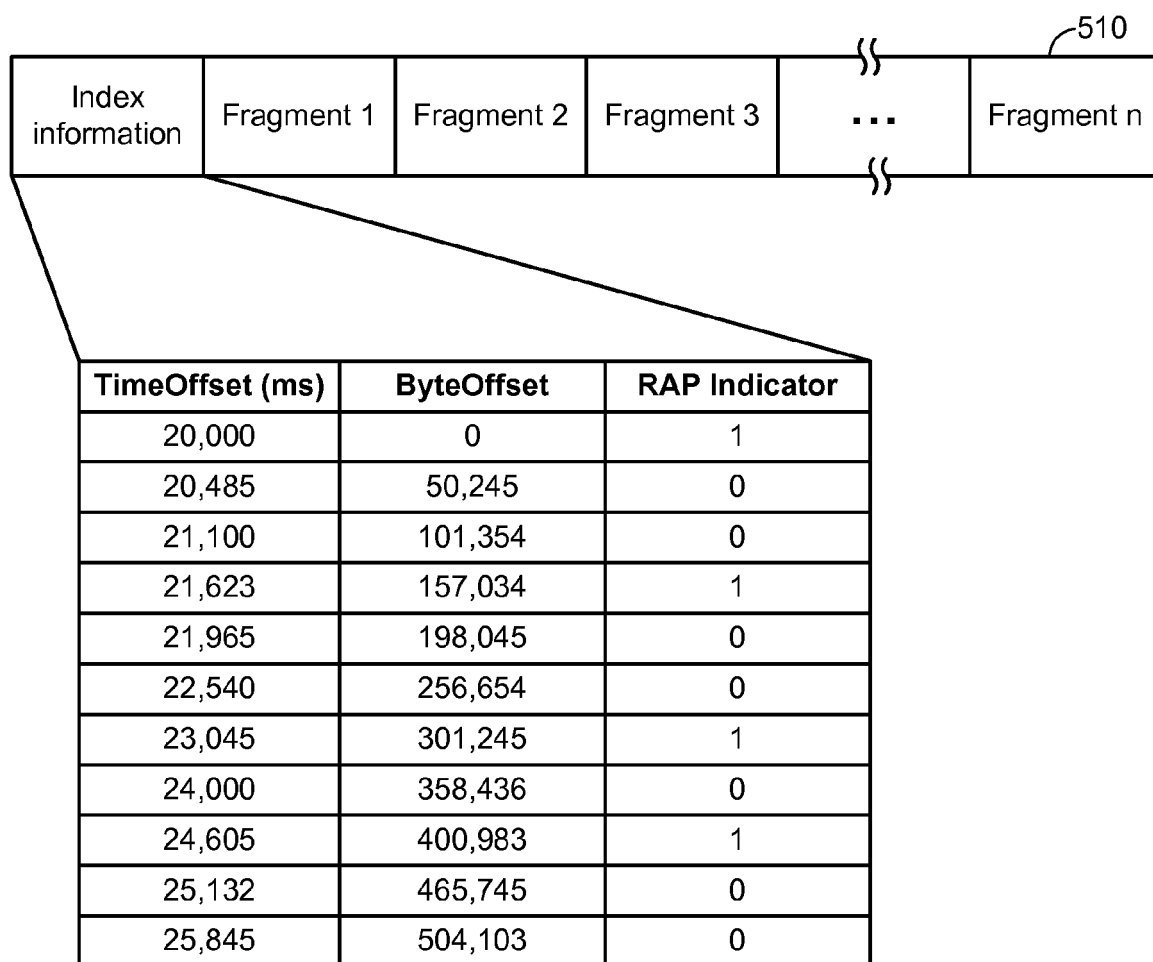 510
Index information
Fragment 1
Fragment 2
Fragment 3
...
Fragment n
TimeOffset (ms) ByteOffset RAP Indicator
20,000 0 1
20,485 50,245 0
21,100 101,354 0
21,623 157,034 1
21,965 198,045 0
22,540 256,654 0
23,045 301,245 1
24,000 358,436 0
24,605 400,983 1
25,132 465,745 0
25,845 504,103 0